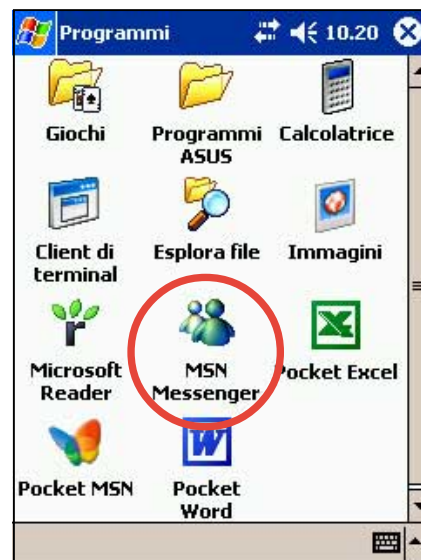 Programmi 10.20
Giochi Programmi Calcolatrice
ASUS
Client di Esplora file Immagini
terminal
Microsoft MSN Pocket Excel
Reader Messenger
Pocket MSN Pocket
Word